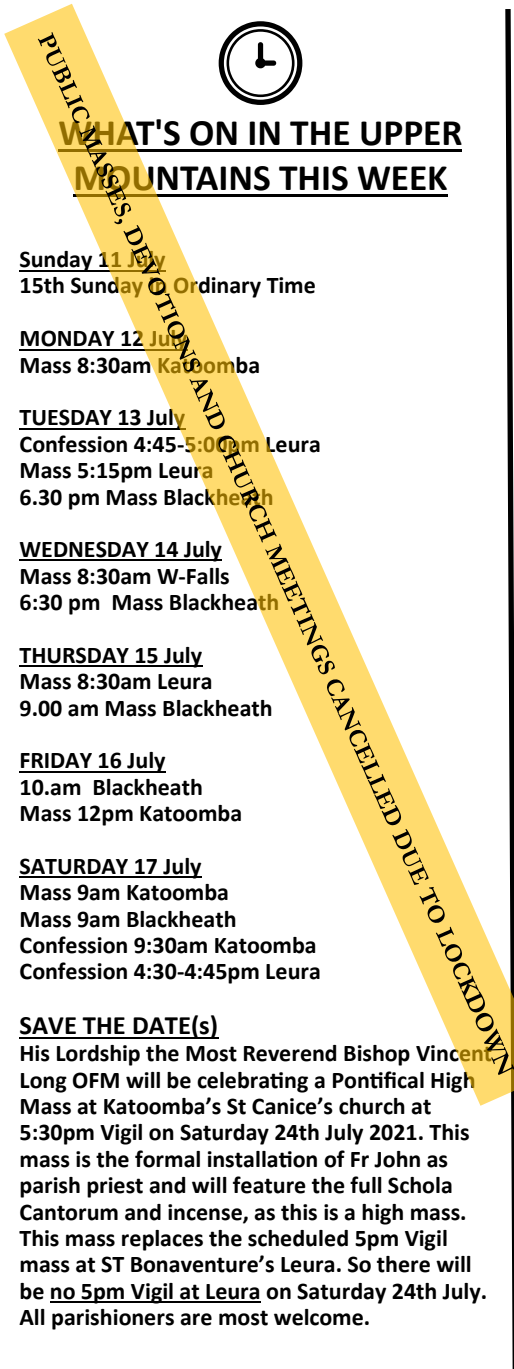 WHAT'S ON IN THE UPPER
MOUNTAINS THIS WEEK
Sunday 11 July
15th Sunday in Ordinary Time
MONDAY 12 July
Mass 8:30am Katoomba
TUESDAY 13 July
Confession 4:45-5:00pm Leura
Mass 5:15pm Leura
6.30 pm Mass Blackheath
WEDNESDAY 14 July
Mass 8:30am W-Falls
6:30 pm  Mass Blackheath
THURSDAY 15 July
Mass 8:30am Leura
9.00 am Mass Blackheath
FRIDAY 16 July
10.am  Blackheath
Mass 12pm Katoomba
SATURDAY 17 July
Mass 9am Katoomba
Mass 9am Blackheath
Confession 9:30am Katoomba
Confession 4:30-4:45pm Leura
SAVE THE DATE(s)
His Lordship the Most Reverend Bishop Vincent
Long OFM will be celebrating a Pontifical High
Mass at Katoomba’s St Canice’s church at
5:30pm Vigil on Saturday 24th July 2021. This
mass is the formal installation of Fr John as
parish priest and will feature the full Schola
Cantorum and incense, as this is a high mass.
This mass replaces the scheduled 5pm Vigil
mass at ST Bonaventure’s Leura. So there will
be no 5pm Vigil at Leura on Saturday 24th July.
All parishioners are most welcome.
PUBLIC MASSES, DEVOTIONS AND CHURCH MEETINGS CANCELLED DUE TO LOCKDOWN